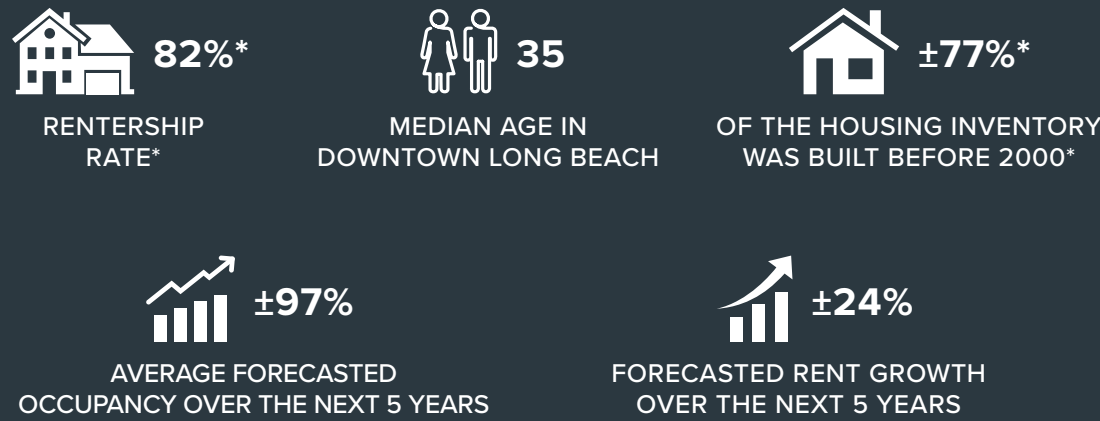 82%*
RENTERSHIP
RATE*
35
MEDIAN AGE IN
DOWNTOWN LONG BEACH
±77%*
OF THE HOUSING INVENTORY
WAS BUILT BEFORE 2000*
±97%
AVERAGE FORECASTED
OCCUPANCY OVER THE NEXT 5 YEARS
±24%
FORECASTED RENT GROWTH
OVER THE NEXT 5 YEARS